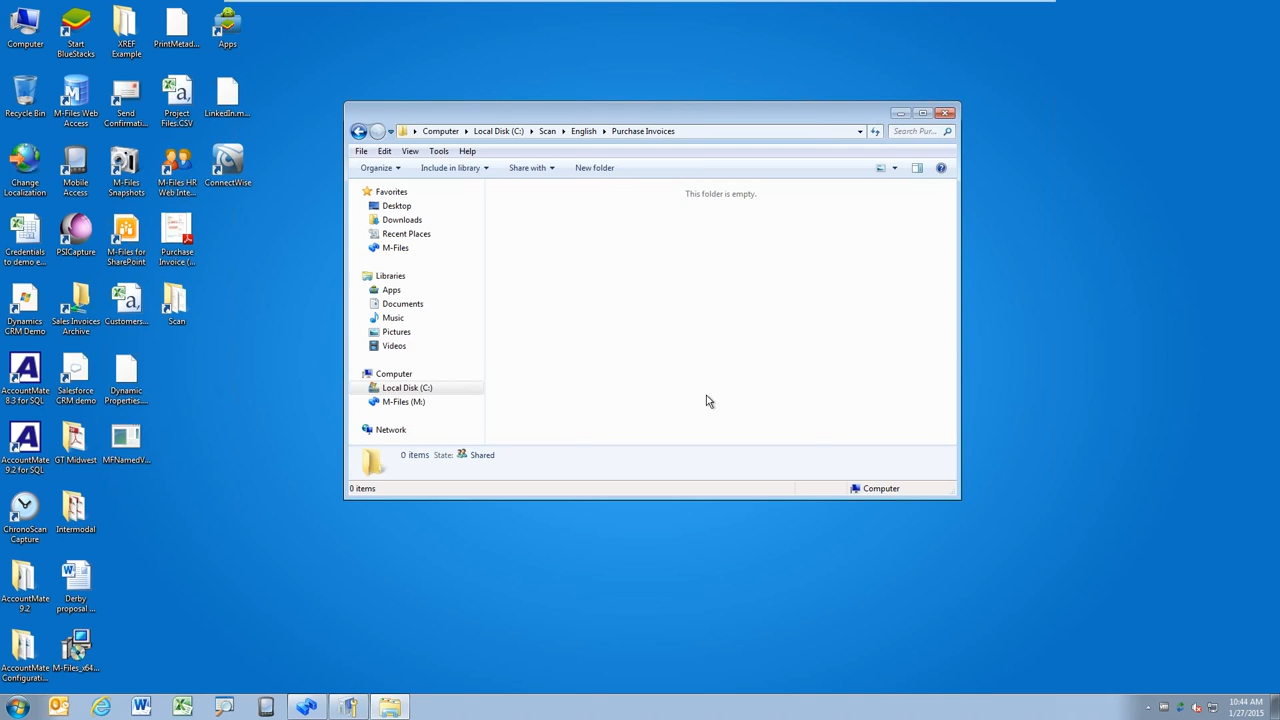 Computer
Start
BlueStacks
XREF
Example
PrintMetad...
Apps
Recycle Bin
M-Files Web
Access
Send
Confirmati...
Project
Files.CSV
LinkedIn.m...
Change
Localization
Mobile
Access
M-Files
Snapshots
M-Files HR
Web Inte...
ConnectWise
Credentials
to demo e...
PSICapture
M-Files for
SharePoint
Purchase
Invoice (...
Dynamics
CRM Demo
Sales Invoices
Archive
Customers...
Scan
AccountMate
8.3 for SQL
Salesforce
CRM demo
Dynamic
Properties....
AccountMate
9.2 for SQL
GT Midwest
MFNamedV...
ChronoScan
Capture
Intermodal
AccountMate
9.2
Derby
proposal ...
AccountMate
Configurati...
M-Files_x64...
Computer Local Disk (C:) Scan English Purchase Invoices
Search Pur...
File Edit View Tools Help
Organize Include in library Share with New folder
Favorites
Desktop
Downloads
Recent Places
M-Files
Libraries
Apps
Documents
Music
Pictures
Videos
Computer
Local Disk (C:)
M-Files (M:)
Network
This folder is empty.
0 items State: Shared
0 items
Computer
10:44 AM
1/27/2015